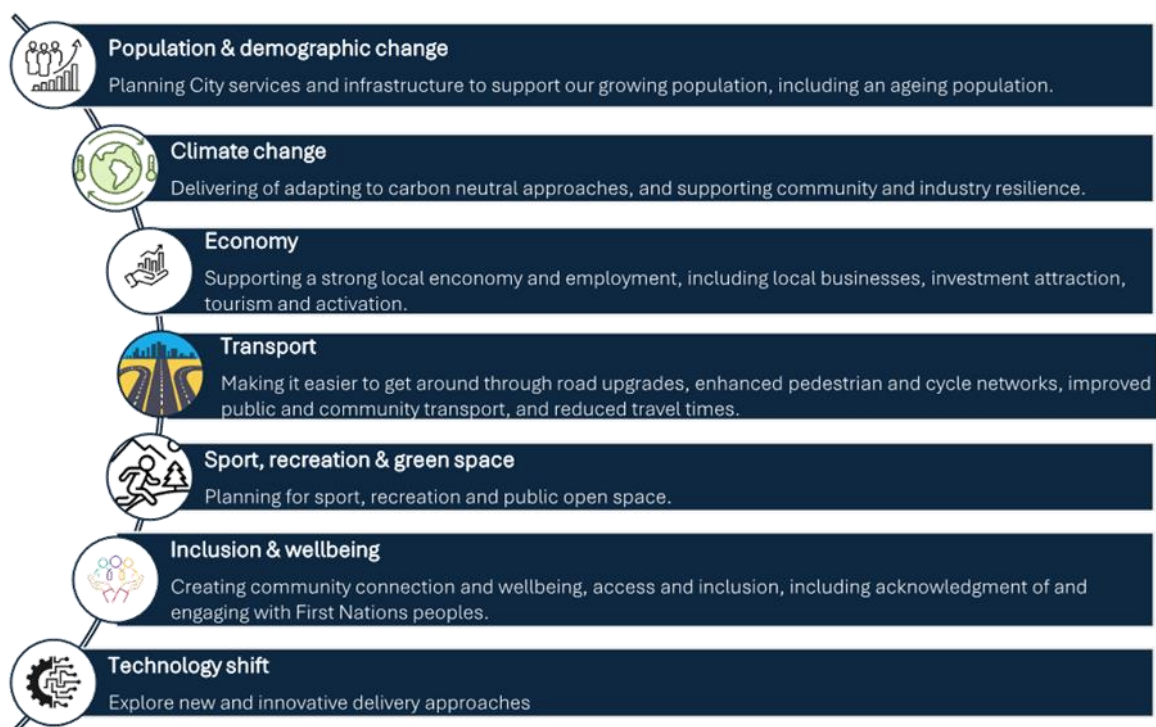 Population & demographic change
Planning City services and infrastructure to support our growing population, including an ageing population.
Climate change
Delivering of adapting to carbon neutral approaches, and supporting community and industry resilience.
Economy
Supporting a strong local enconomy and employment, including local businesses, investment attraction,
tourism and activation.
Transport
Making it easier to get around through road upgrades, enhanced pedestrian and cycle networks, improved
public and community transport, and reduced travel times.
Sport, recreation & green space
Planning for sport, recreation and public open space.
Inclusion & wellbeing
Creating community connection and wellbeing, access and inclusion, including acknowledgment of and
engaging with First Nations peoples.
Technology shift
Explore new and innovative delivery approaches